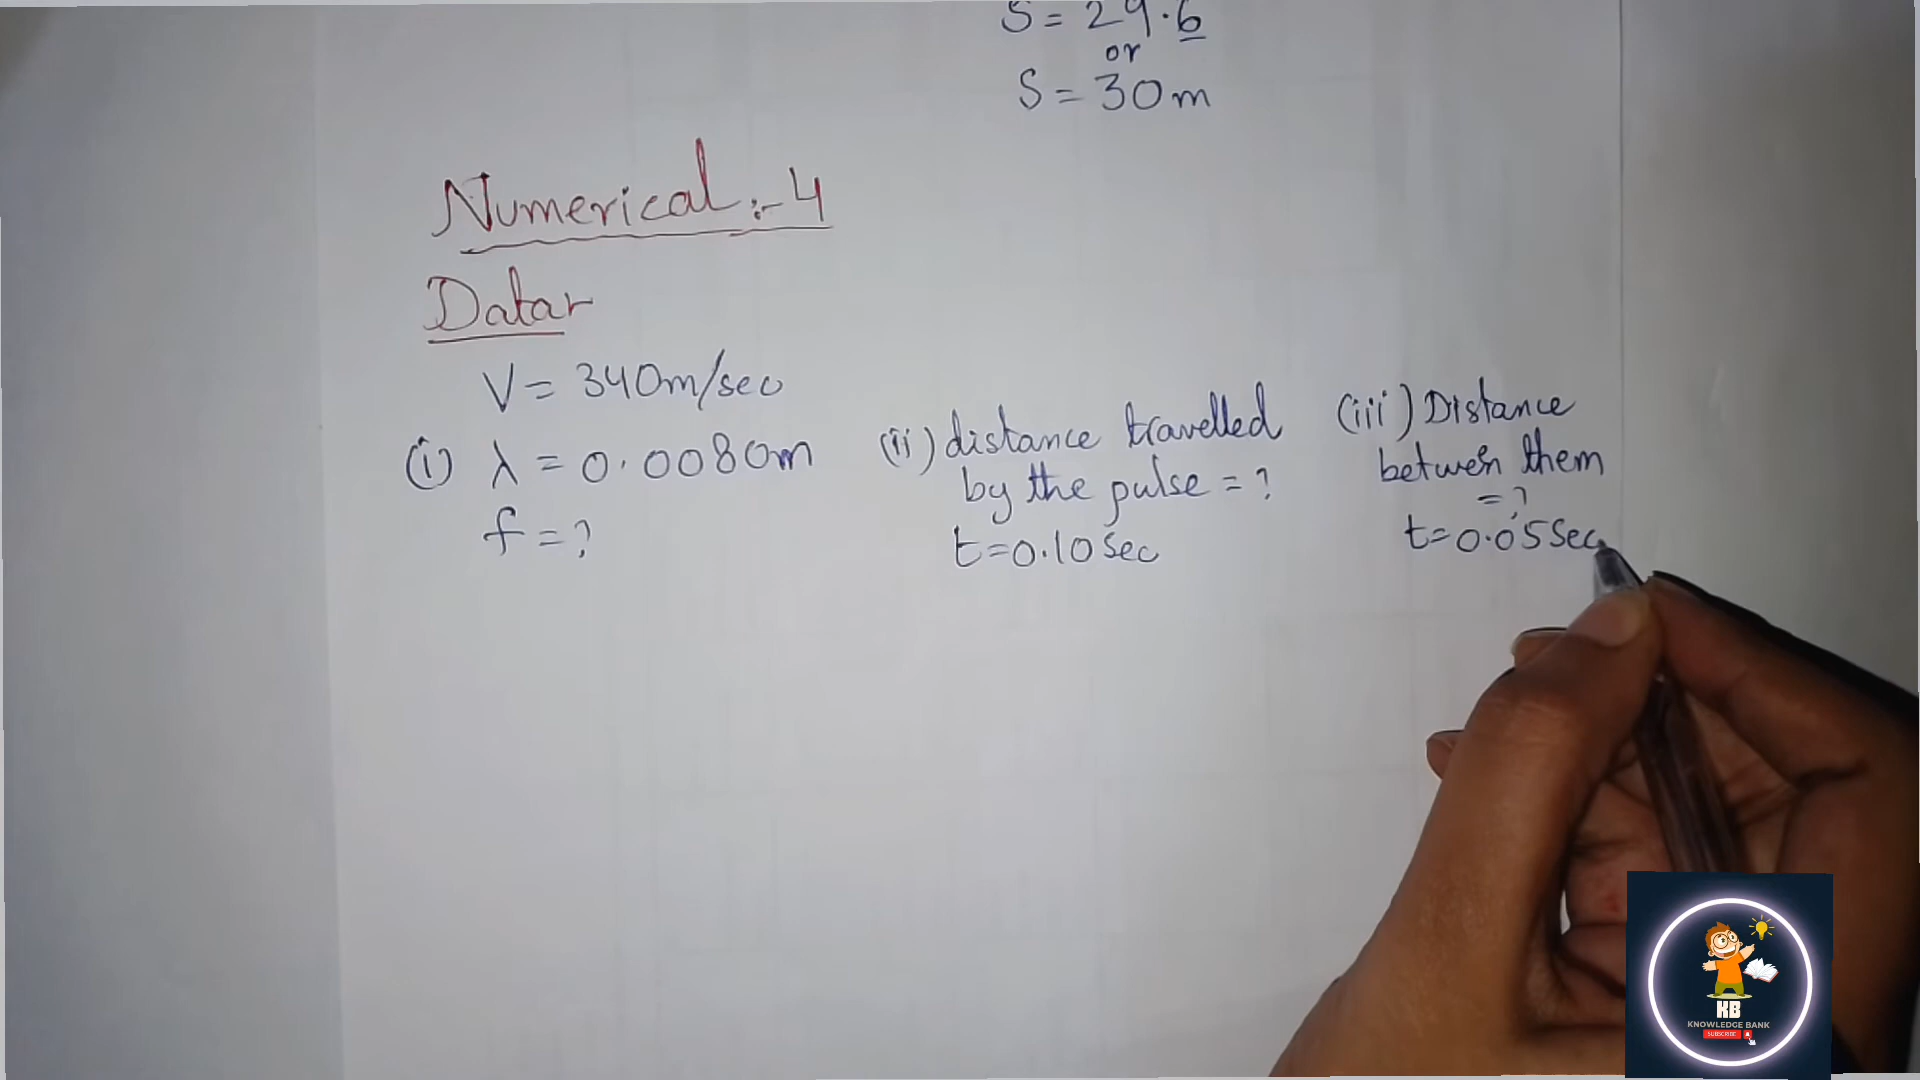 S = 29.6
or
S = 30m
Numerical :- 4
Data:-
V = 340m/sec
(i) λ = 0.0080m
f = ?
(ii) distance travelled
by the pulse = ?
t = 0.10 Sec
(iii) Distance
between them
= ?
t = 0.05 Sec
KB
KNOWLEDGE BANK
SUBSCRIBE